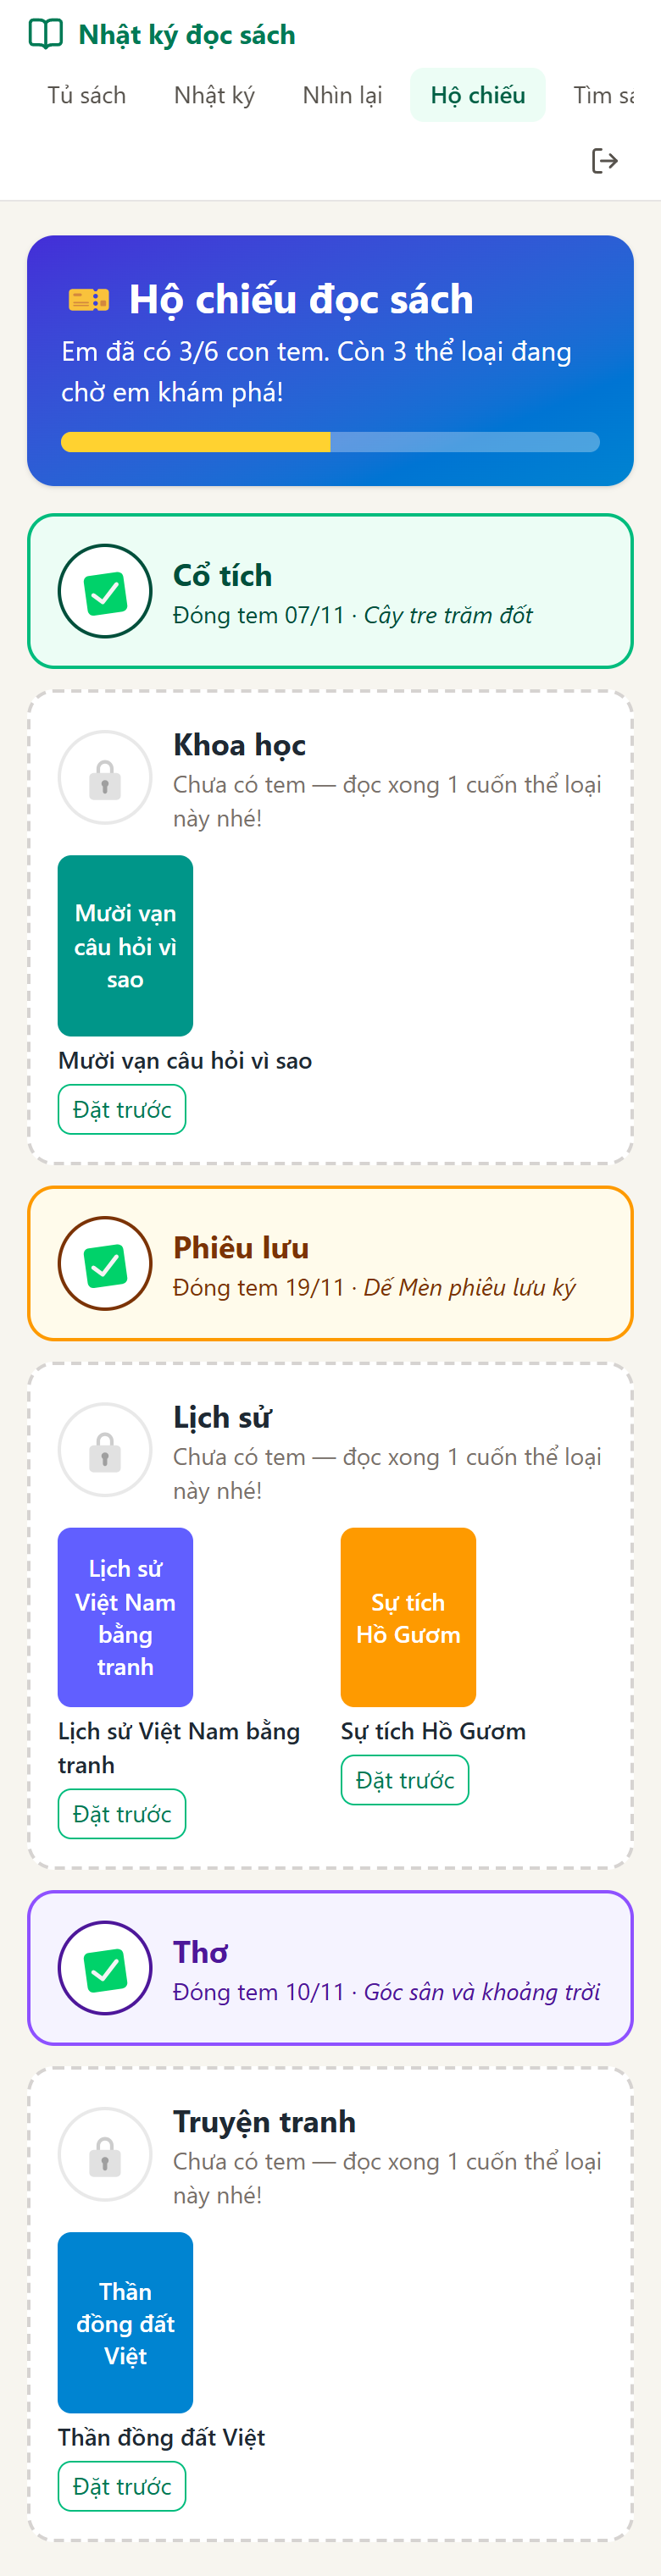 Nhật ký đọc sách
Tủ sách
Nhật ký
Nhìn lại
Hộ chiếu
Tìm
Hộ chiếu đọc sách
Em đã có 3/6 con tem. Còn 3 thể loại đang
chờ em khám phá!
Cổ tích
Đóng tem 07/11 · Cây tre trăm đốt
Khoa học
Chưa có tem — đọc xong 1 cuốn thể loại
này nhé!
Mười vạn
câu hỏi vì
sao
Mười vạn câu hỏi vì sao
Đặt trước
Phiêu lưu
Đóng tem 19/11 · Dế Mèn phiêu lưu ký
Lịch sử
Chưa có tem — đọc xong 1 cuốn thể loại
này nhé!
Lịch sử
Việt Nam
bằng
tranh
Lịch sử Việt Nam bằng
tranh
Đặt trước
Sự tích
Hồ Gươm
Sự tích Hồ Gươm
Đặt trước
Thơ
Đóng tem 10/11 · Góc sân và khoảng trời
Truyện tranh
Chưa có tem — đọc xong 1 cuốn thể loại
này nhé!
Thần
đồng đất
Việt
Thần đồng đất Việt
Đặt trước